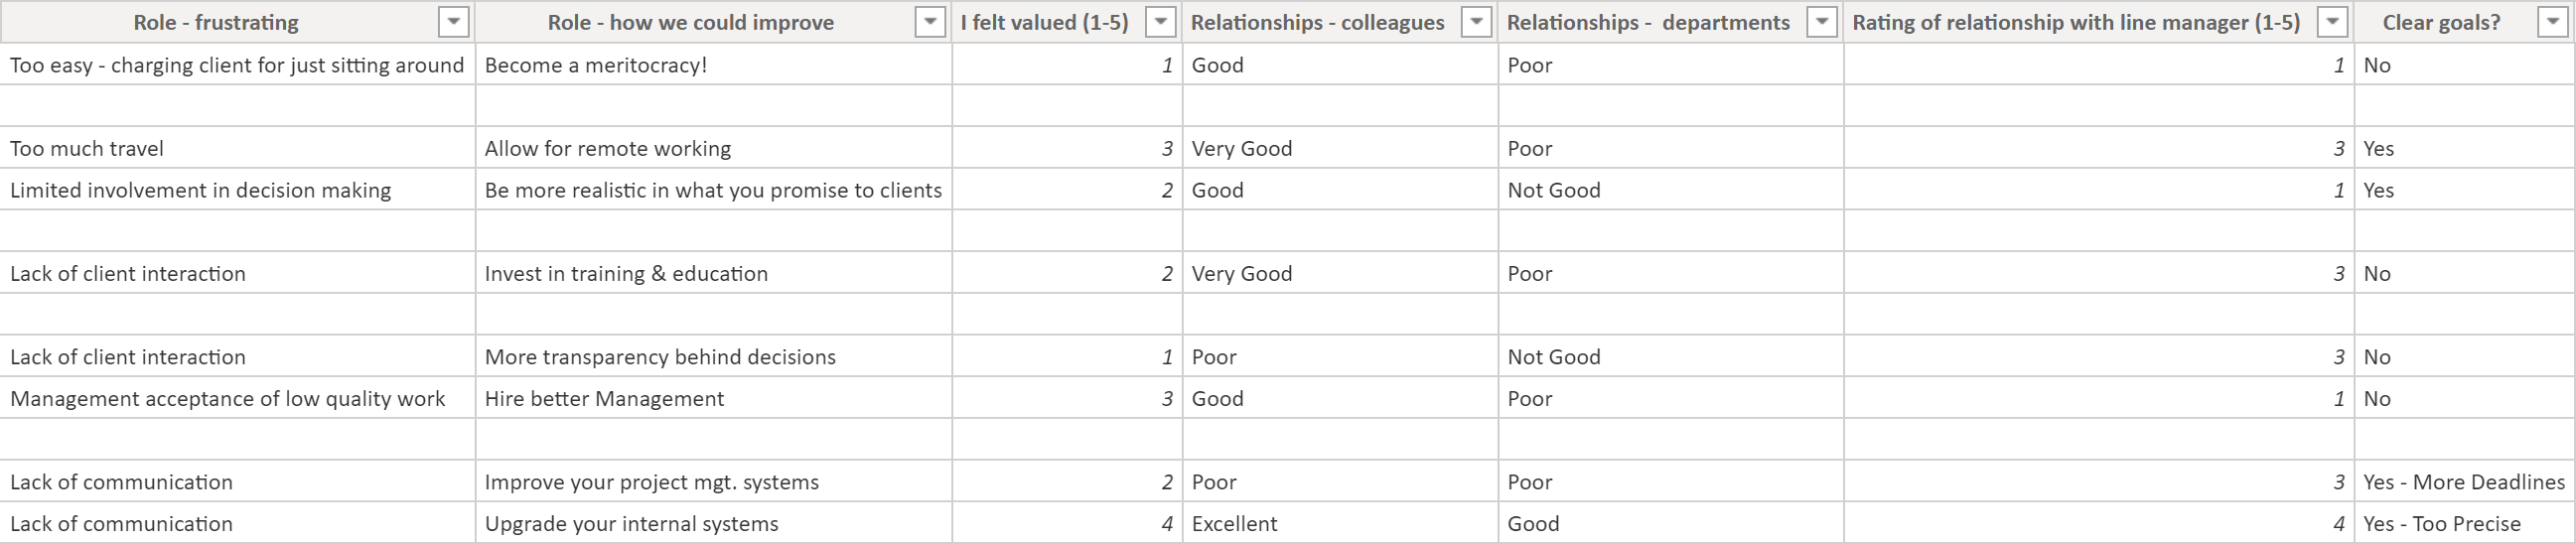 Role - frustrating Role - how we could improve I felt valued (1-5) Relationships - colleagues Relationships - departments Rating of relationship with line manager (1-5) Clear goals?
Too easy - charging client for just sitting around Become a meritocracy! 1 Good Poor 1 No
Too much travel Allow for remote working 3 Very Good Poor 3 Yes
Limited involvement in decision making Be more realistic in what you promise to clients 2 Good Not Good 1 Yes
Lack of client interaction Invest in training & education 2 Very Good Poor 3 No
Lack of client interaction More transparency behind decisions 1 Poor Not Good 3 No
Management acceptance of low quality work Hire better Management 3 Good Poor 1 No
Lack of communication Improve your project mgt. systems 2 Poor Poor 3 Yes - More Deadlines
Lack of communication Upgrade your internal systems 4 Excellent Good 4 Yes - Too Precise